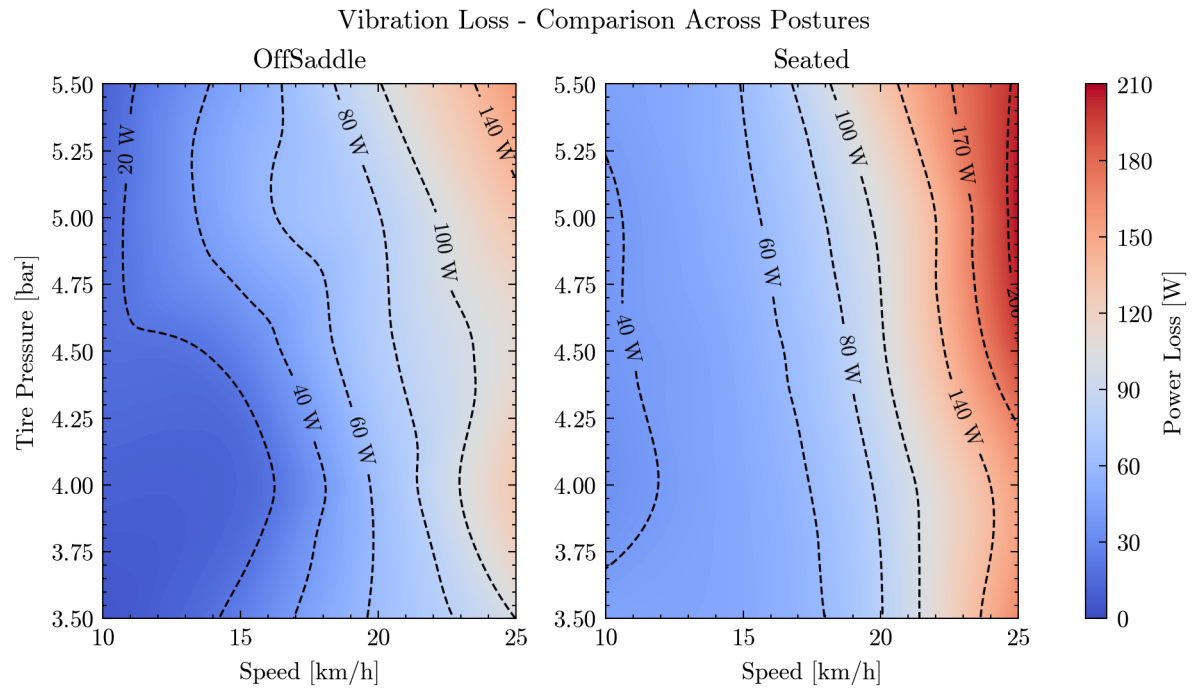 Vibration Loss - Comparison Across Postures
OffSaddle
5.50
5.25
5.00
4.75
4.50
4.25
4.00
3.75
3.50
Tire Pressure [bar]
20 W
40 W
60 W
80 W
100 W
140 W
10
15
20
25
Speed [km/h]
Seated
5.50
5.25
5.00
4.75
4.50
4.25
4.00
3.75
3.50
40 W
60 W
80 W
100 W
140 W
170 W
200
10
15
20
25
Speed [km/h]
210
180
150
120
90
60
30
0
Power Loss [W]